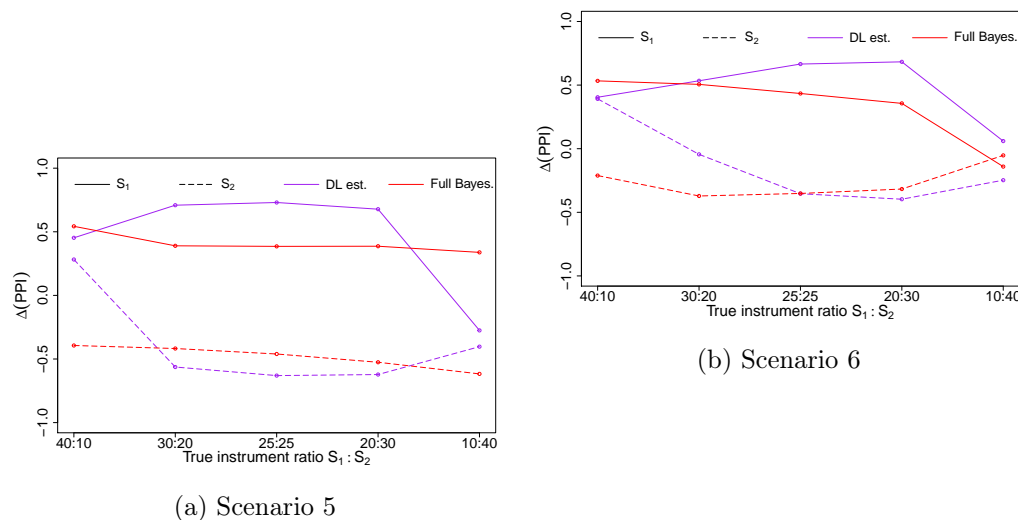 1.0
0.5
0.0
−0.5
−1.0
Δ(PPI)
S1 S2 DL est. Full Bayes.
40:10 30:20 25:25 20:30 10:40
True instrument ratio S1 : S2
(a) Scenario 5
1.0
0.5
0.0
−0.5
−1.0
Δ(PPI)
S1 S2 DL est. Full Bayes.
40:10 30:20 25:25 20:30 10:40
True instrument ratio S1 : S2
(b) Scenario 6